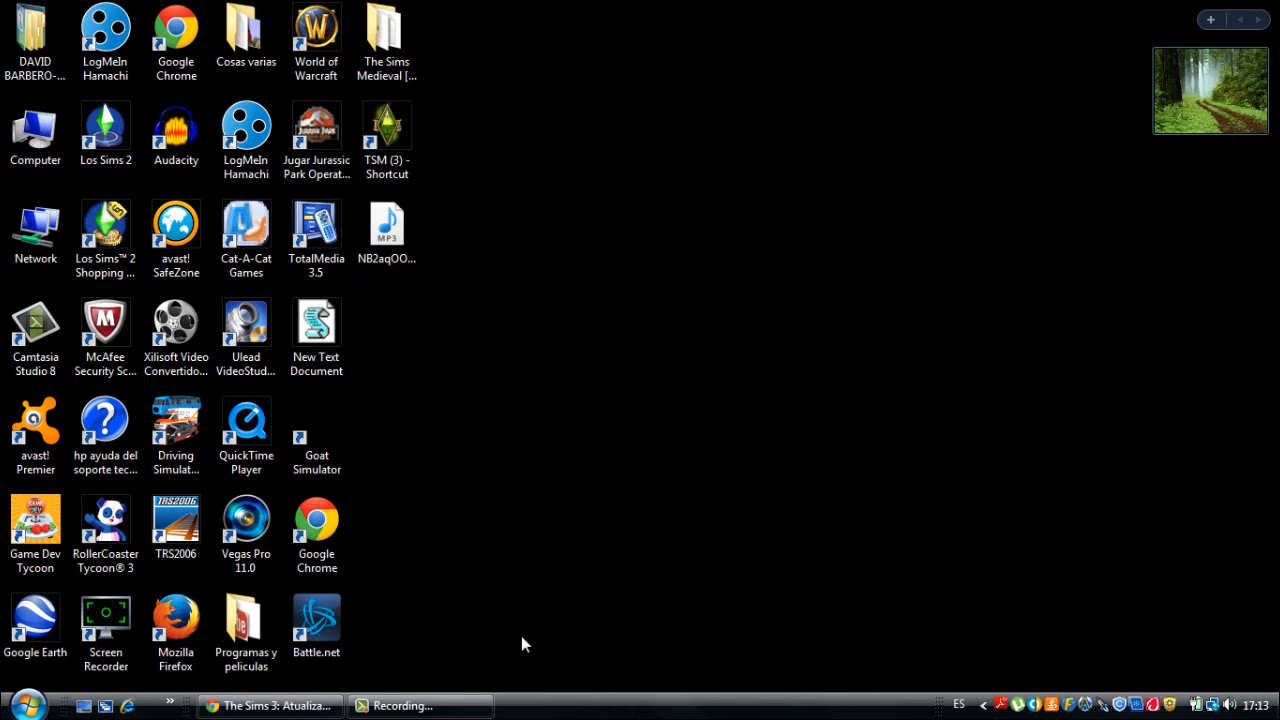 DAVID
BARBERO-...
LogMeIn
Hamachi
Google
Chrome
Cosas varias
World of
Warcraft
The Sims
Medieval [...
Computer
Los Sims 2
Audacity
LogMeIn
Hamachi
Jugar Jurassic
Park Operat...
TSM (3) -
Shortcut
Network
Los Sims™ 2
Shopping ...
avast!
SafeZone
Cat-A-Cat
Games
TotalMedia
3.5
MP3
NB2aqOO...
Camtasia
Studio 8
McAfee
Security Sc...
Xilisoft Video
Convertido...
Ulead
VideoStud...
New Text
Document
avast!
Premier
hp ayuda del
soporte tec...
Driving
Simulat...
QuickTime
Player
Goat
Simulator
Game Dev
Tycoon
RollerCoaster
Tycoon® 3
TRS2006
TRS2006
Vegas Pro
11.0
Google
Chrome
Google Earth
Screen
Recorder
Mozilla
Firefox
Programas y
peliculas
Battle.net
The Sims 3: Atualiza...
Recording...
ES
17:13